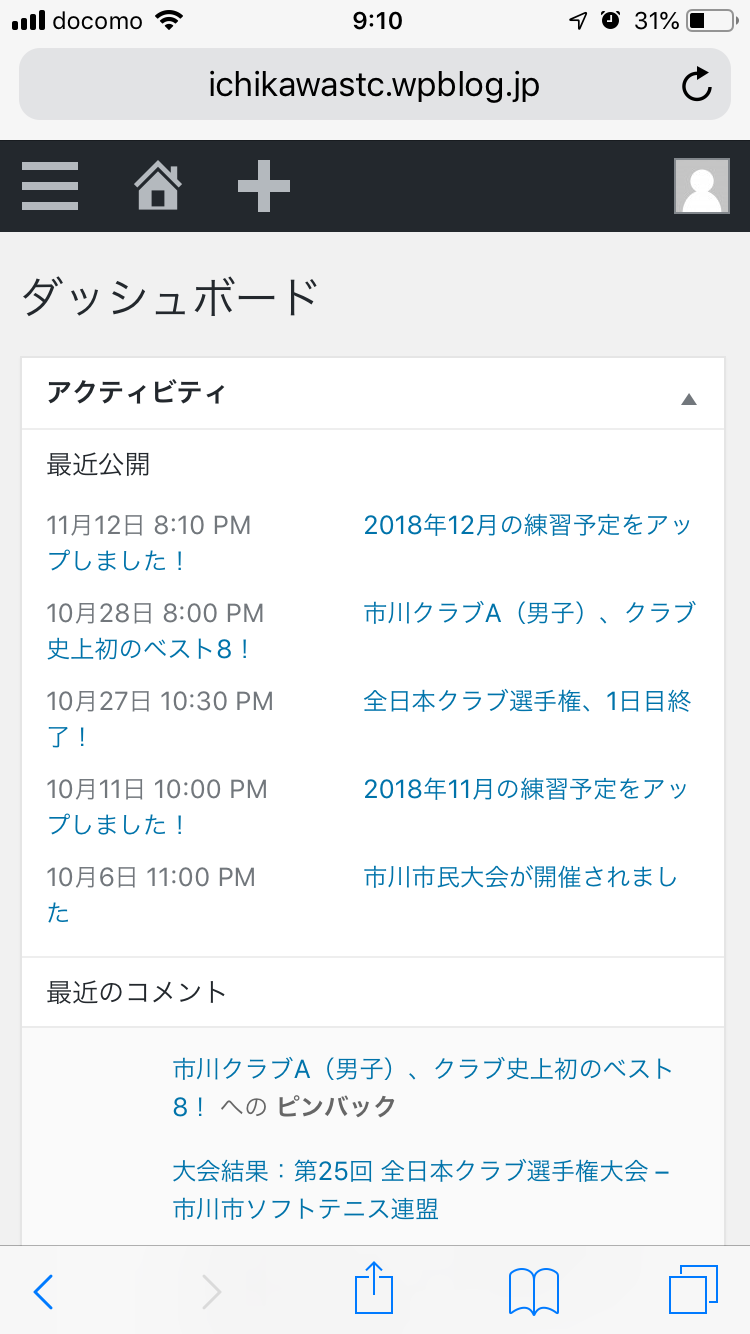 docomo 9:10 31%
ichikawastc.wpblog.jp
ダッシュボード
アクティビティ
最近公開
11月12日 8:10 PM 2018年12月の練習予定をアッ
プしました！
10月28日 8:00 PM 市川クラブA（男子）、クラブ
史上初のベスト8！
10月27日 10:30 PM 全日本クラブ選手権、1日目終
了！
10月11日 10:00 PM 2018年11月の練習予定をアッ
プしました！
10月6日 11:00 PM 市川市民大会が開催されまし
た
最近のコメント
市川クラブA（男子）、クラブ史上初のベスト
8！ への ピンバック
大会結果：第25回 全日本クラブ選手権大会 –
市川市ソフトテニス連盟